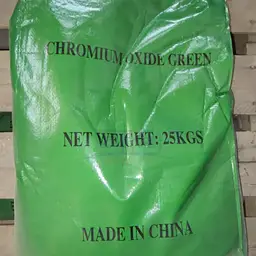 CHROMIUM OXIDE GREEN
NET WEIGHT: 25KGS
MADE IN CHINA